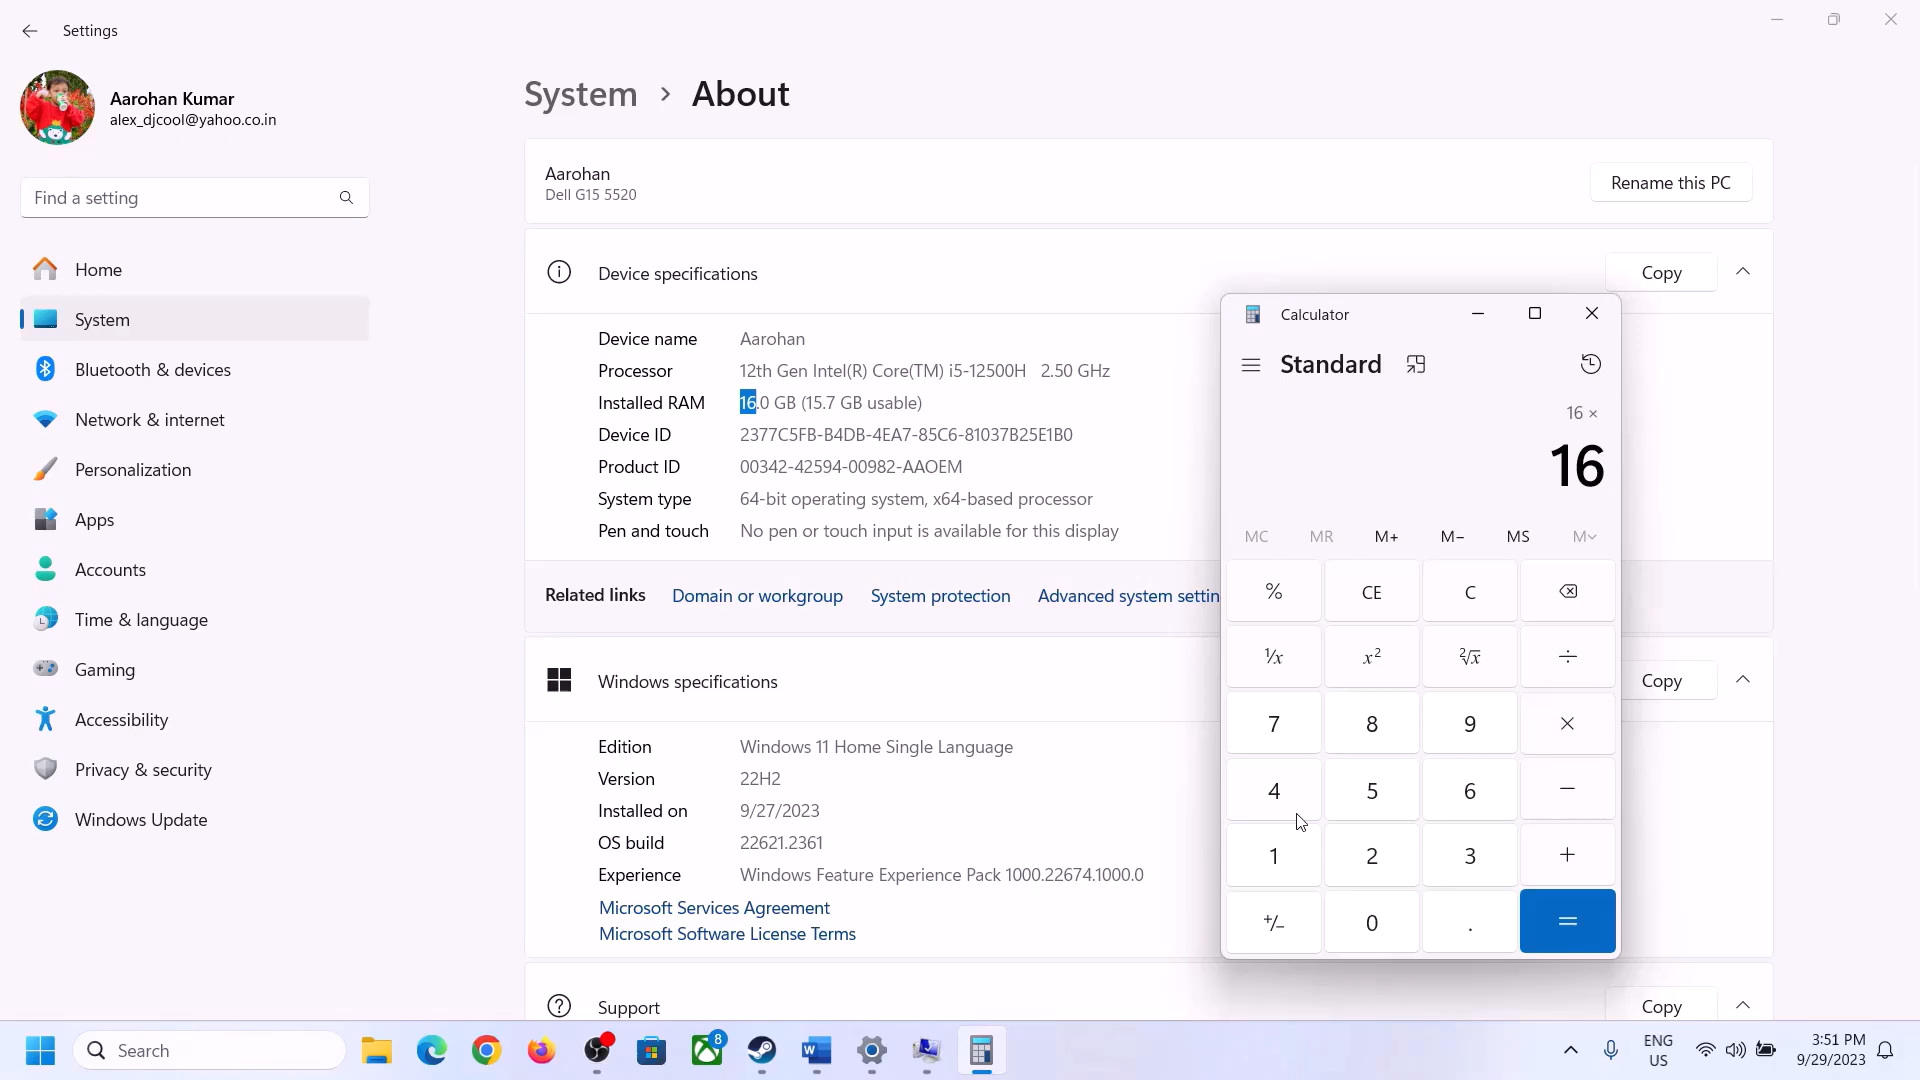 Settings
Aarohan Kumar
alex_djcool@yahoo.co.in
Find a setting
Home
System
Bluetooth & devices
Network & internet
Personalization
Apps
Accounts
Time & language
Gaming
Accessibility
Privacy & security
Windows Update
System > About
Aarohan
Dell G15 5520
Rename this PC
Device specifications
Copy
Device name Aarohan
Processor 12th Gen Intel(R) Core(TM) i5-12500H 2.50 GHz
Installed RAM 16.0 GB (15.7 GB usable)
Device ID 2377C5FB-B4DB-4EA7-85C6-81037B25E1B0
Product ID 00342-42594-00982-AAOEM
System type 64-bit operating system, x64-based processor
Pen and touch No pen or touch input is available for this display
Related links Domain or workgroup System protection Advanced system settin
Windows specifications
Copy
Edition Windows 11 Home Single Language
Version 22H2
Installed on 9/27/2023
OS build 22621.2361
Experience Windows Feature Experience Pack 1000.22674.1000.0
Microsoft Services Agreement
Microsoft Software License Terms
Support
Copy
Calculator
Standard
16 ×
16
MC MR M+ M− MS M
% CE C
¹/x x² ²√x ÷
7 8 9 ×
4 5 6 −
1 2 3 +
+/− 0 . =
Search
8
W
ENG
US
3:51 PM
9/29/2023